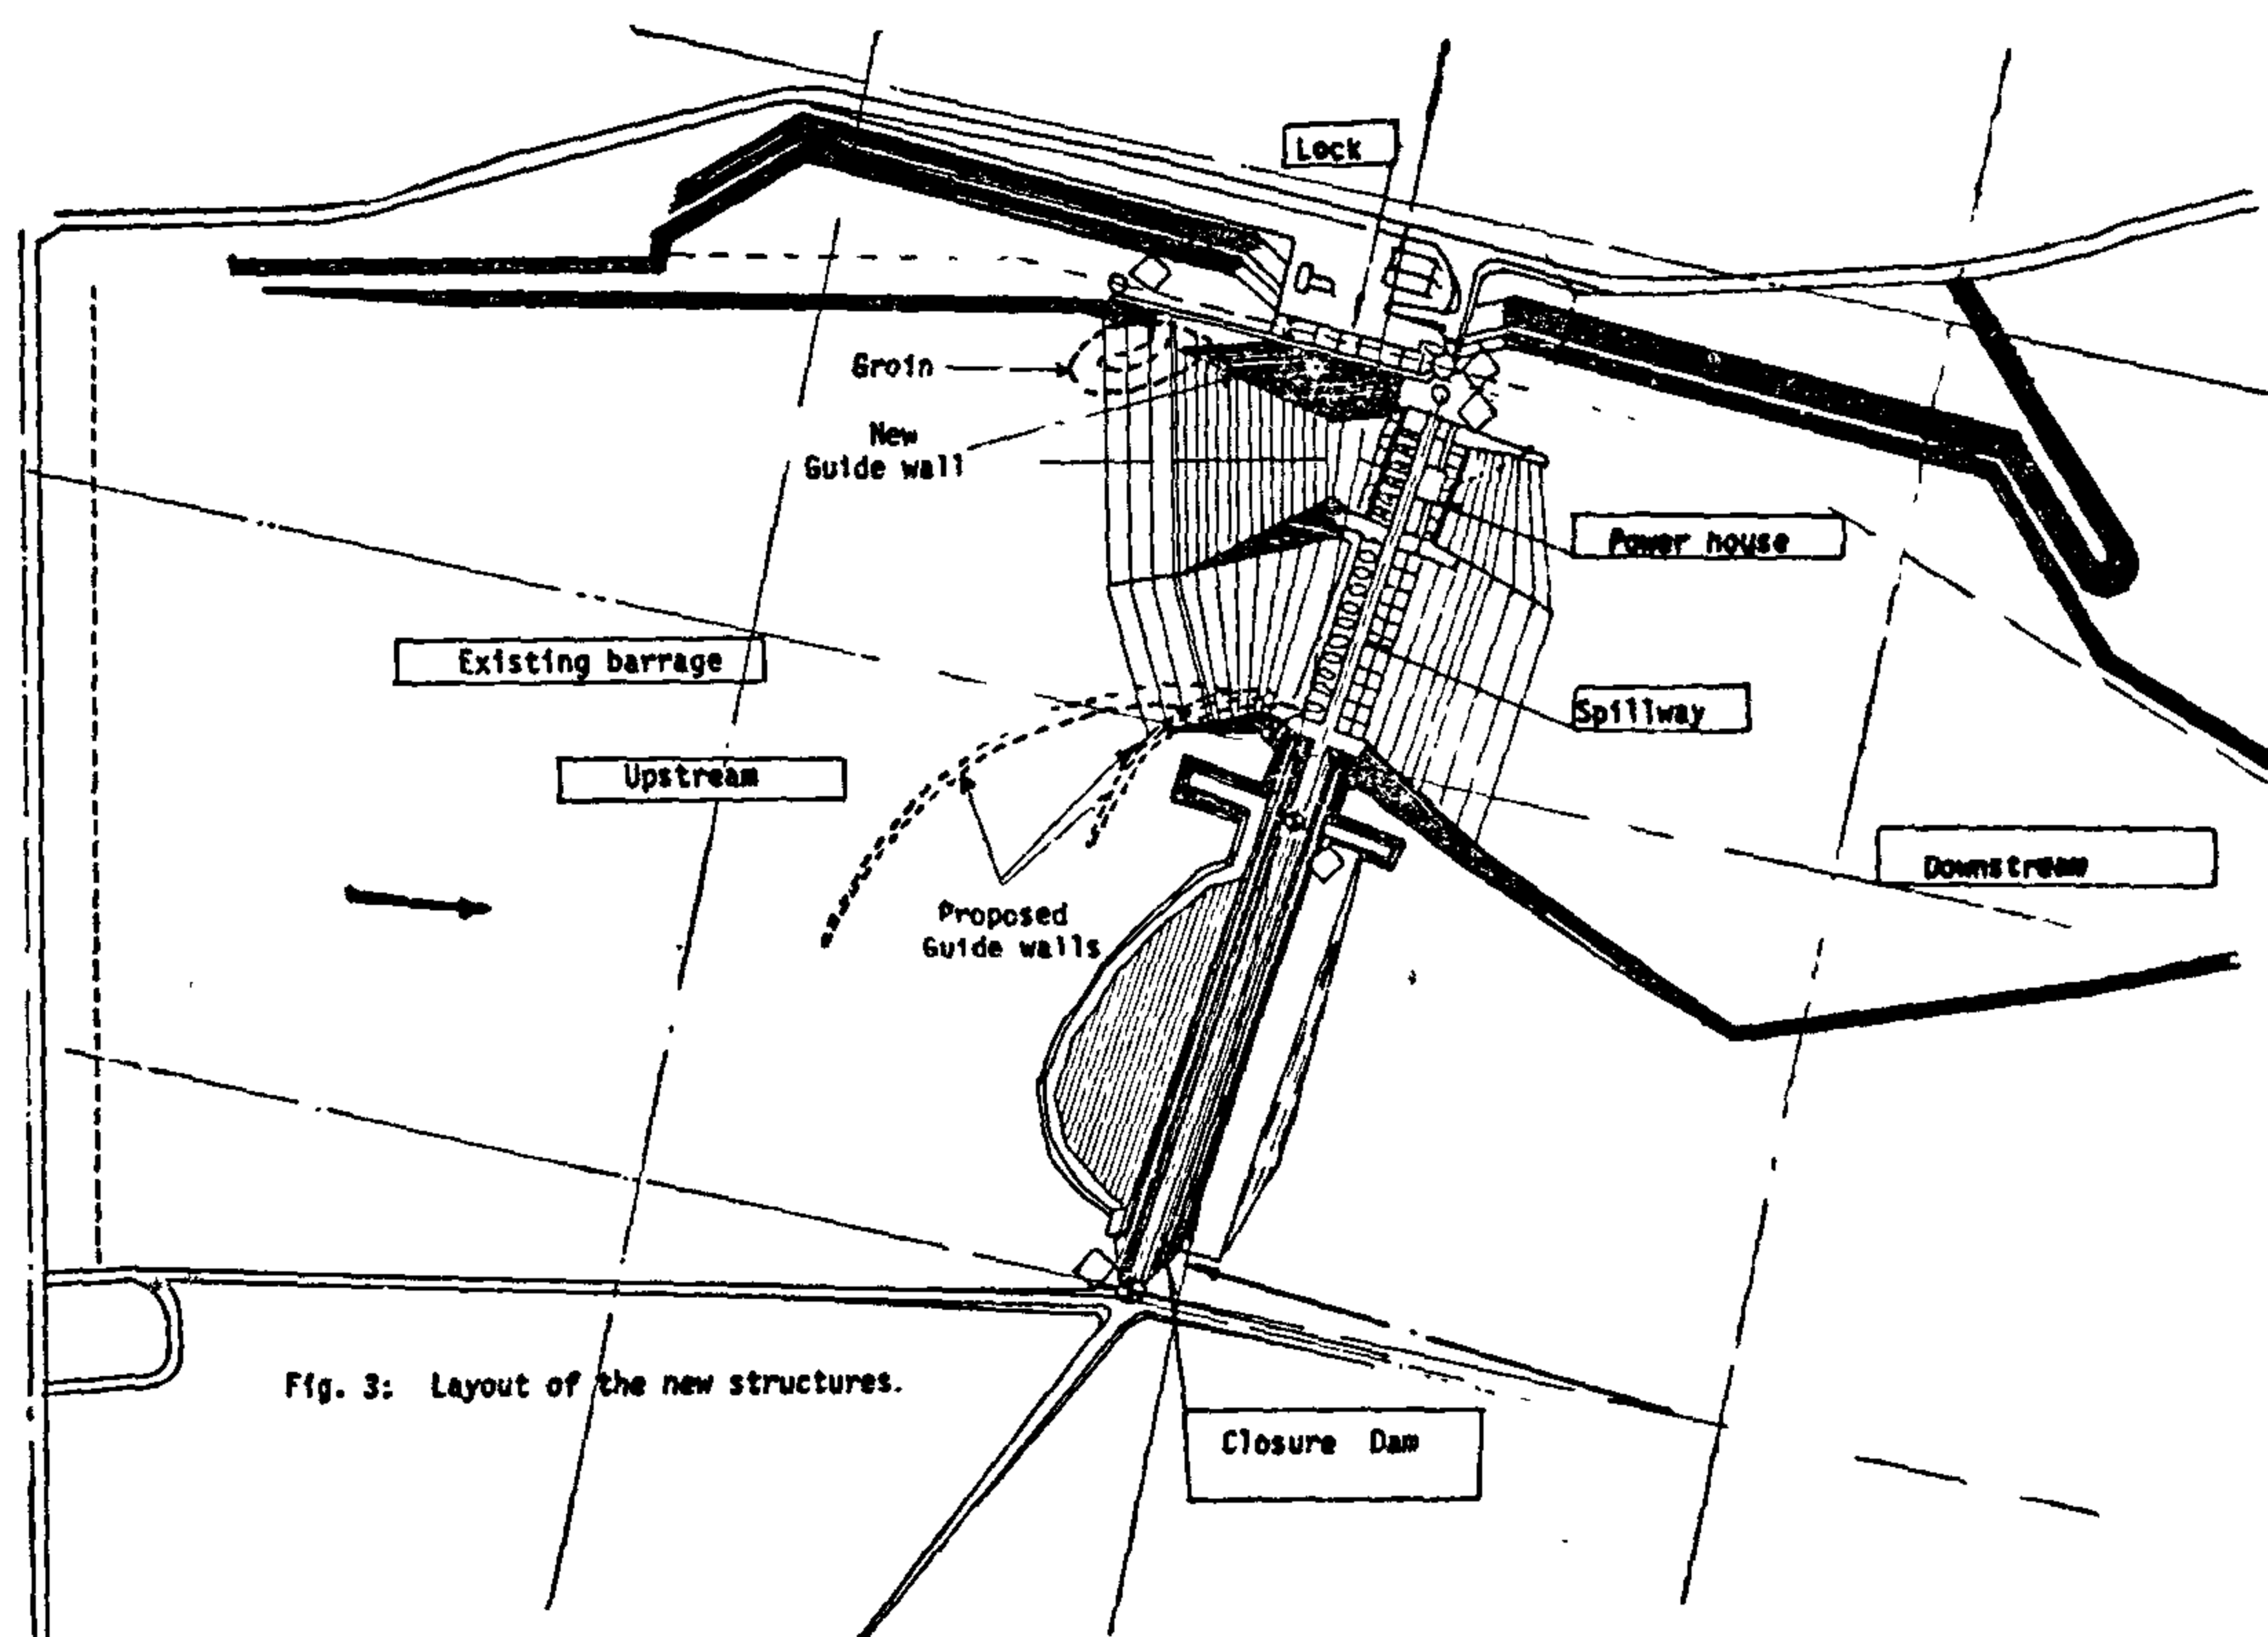 Lock
Groin
New
Guide wall
Power house
Existing barrage
Spillway
Upstream
Downstream
Proposed
Guide walls
Fig. 3: Layout of the new structures.
Closure Dam